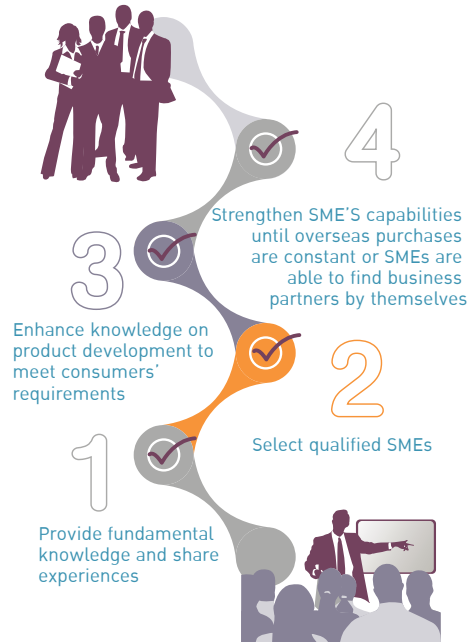 4
Strengthen SME'S capabilities
until overseas purchases
are constant or SMEs are
able to find business
partners by themselves
3
Enhance knowledge on
product development to
meet consumers’
requirements
2
Select qualified SMEs
1
Provide fundamental
knowledge and share
experiences